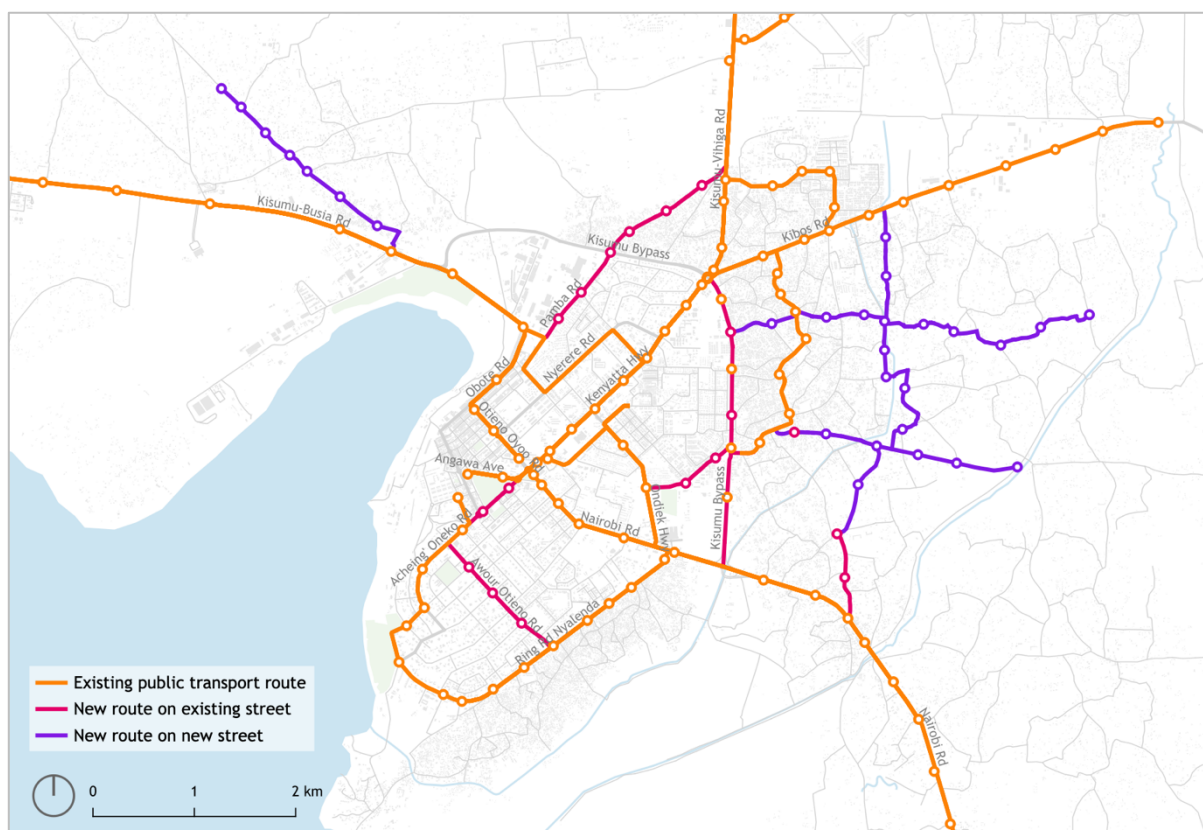 Kisumu-Vihiga Rd
Kisumu-Busia Rd
Kibos Rd
Kisumu Bypass
Pamba Rd
Nyerere Rd
Obote Rd
Kenyatta Hwy
Otieno Oyoo Rd
Angawa Ave
Ondiek Hwy
Kisumu Bypass
Nairobi Rd
Acheing' Oneko Rd
Awour Otieno Rd
Ring Rd Nyalenda
Nairobi Rd
Existing public transport route
New route on existing street
New route on new street
0 1 2 km